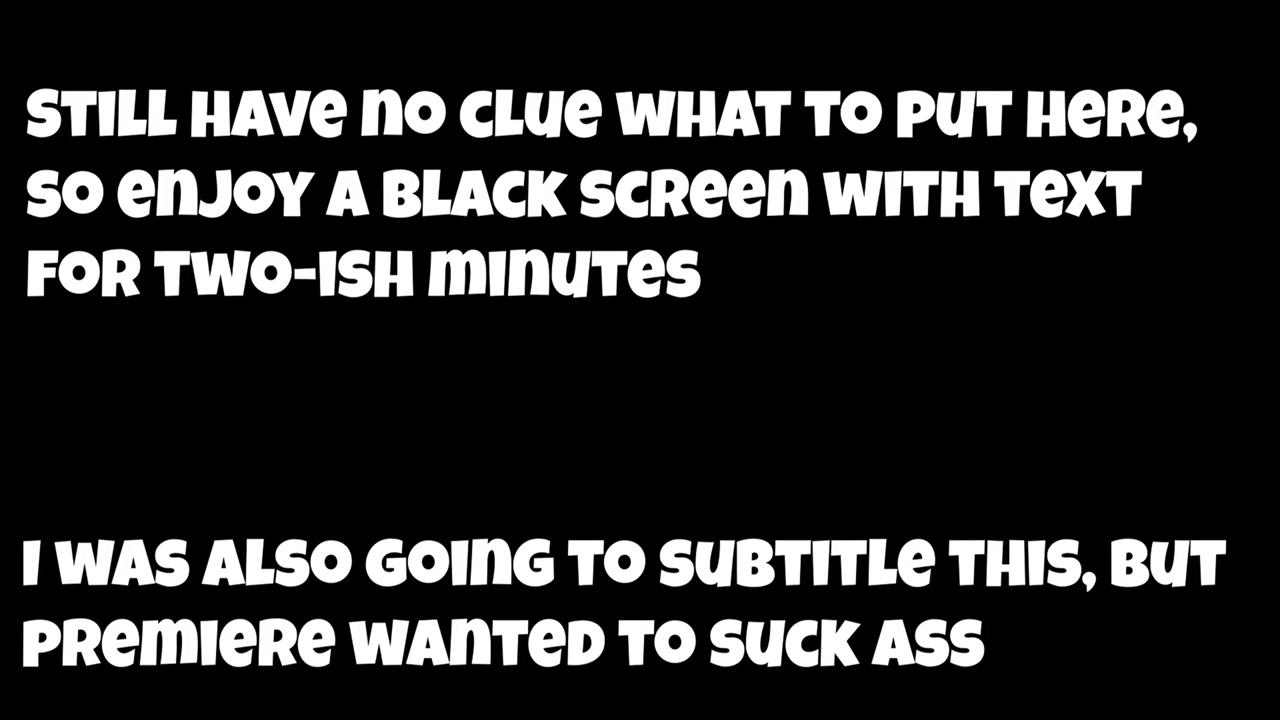 STILL HAVE NO CLUE WHAT TO PUT HERE,
SO ENJOY A BLACK SCREEN WITH TEXT
FOR TWO-ISH MINUTES
I WAS ALSO GOING TO SUBTITLE THIS, BUT
PREMIERE WANTED TO SUCK ASS